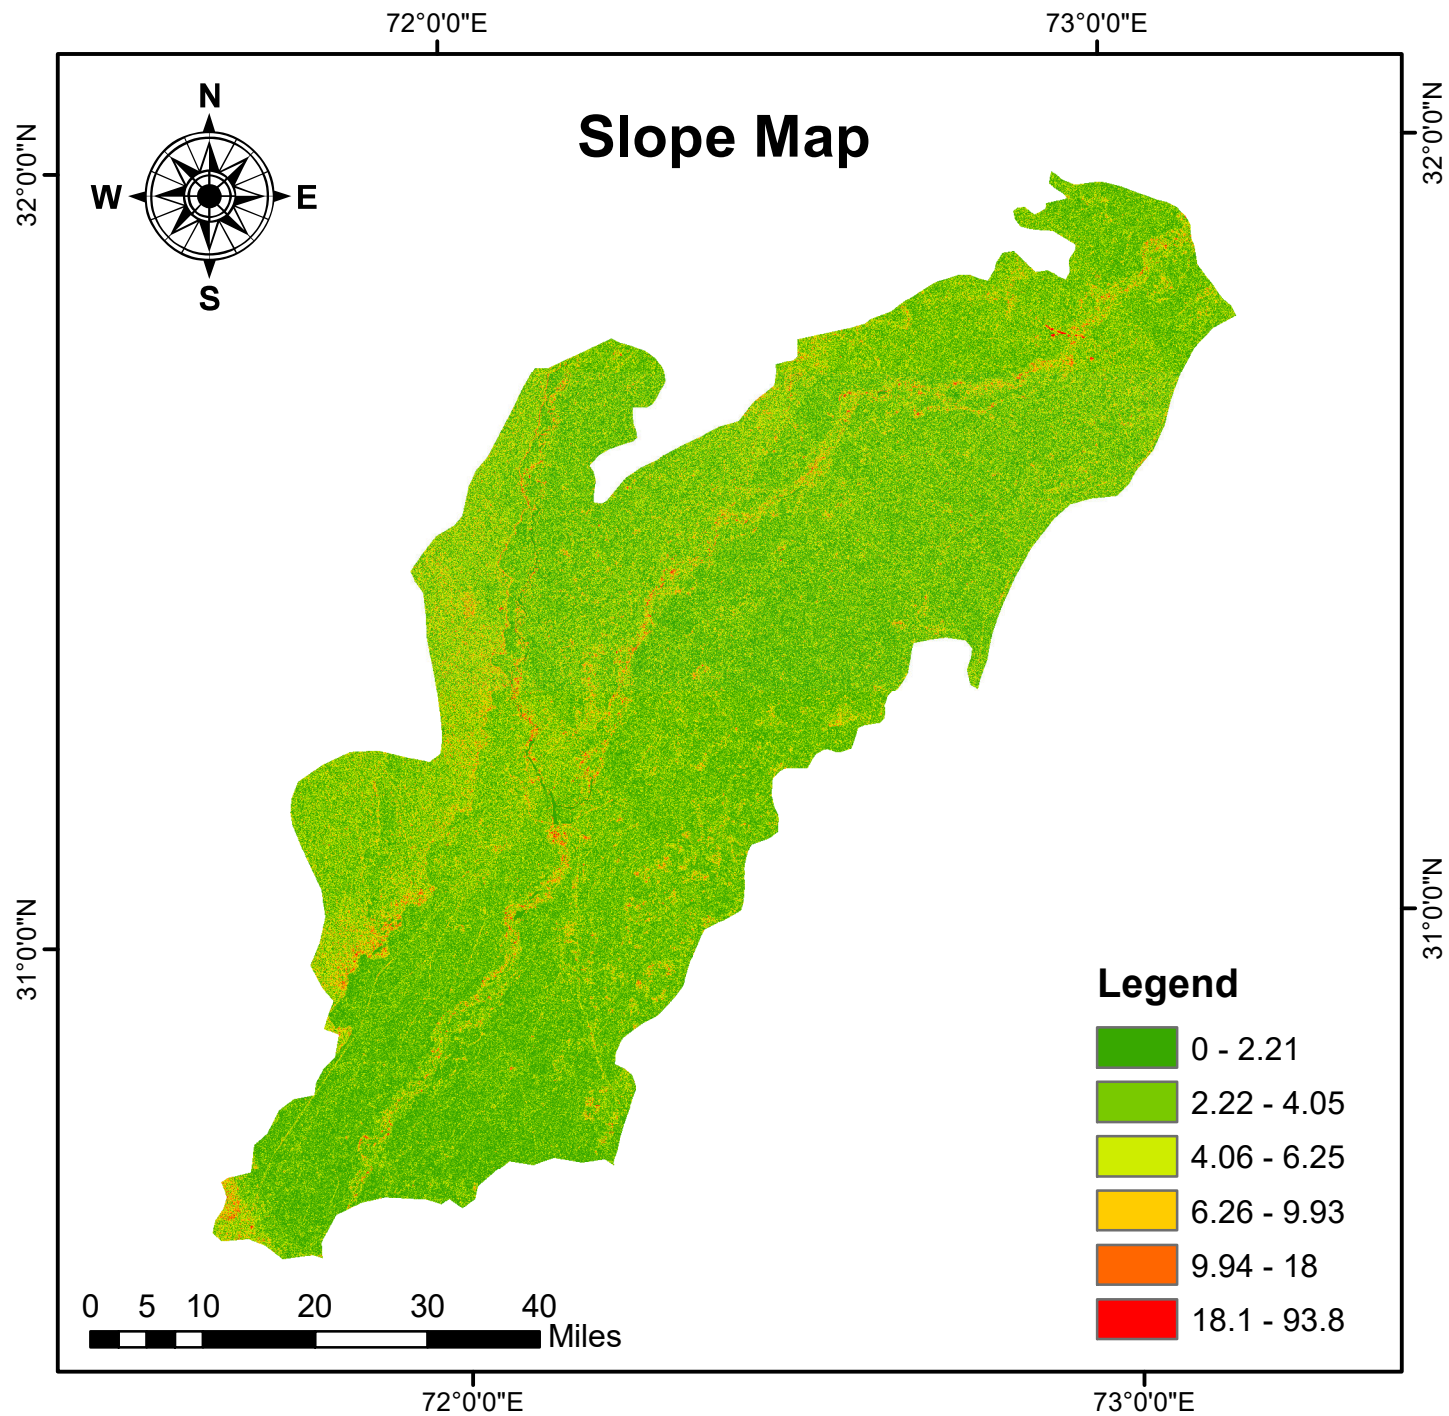 72°0'0"E
73°0'0"E
N
W
E
S
Slope Map
32°0'0"N
32°0'0"N
31°0'0"N
31°0'0"N
Legend
0 - 2.21
2.22 - 4.05
4.06 - 6.25
6.26 - 9.93
9.94 - 18
18.1 - 93.8
0 5 10 20 30 40
Miles
72°0'0"E
73°0'0"E